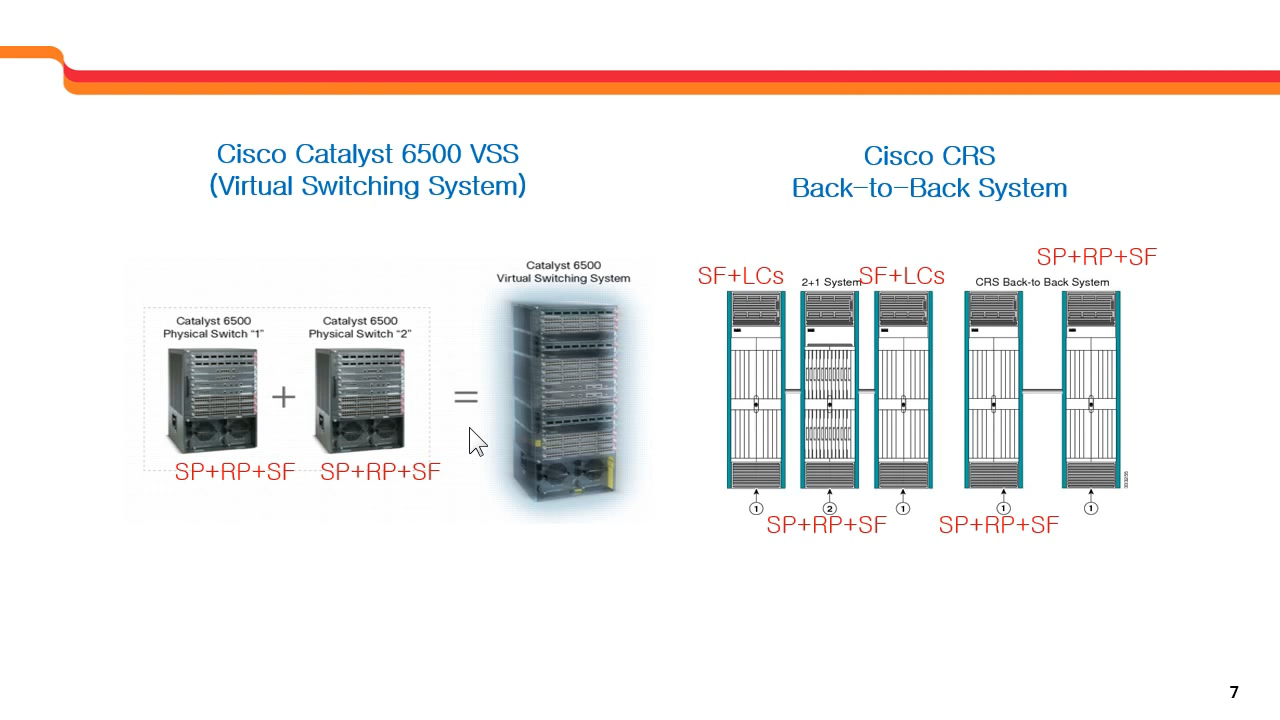 Cisco Catalyst 6500 VSS
(Virtual Switching System)
Cisco CRS
Back-to-Back System
Catalyst 6500
Virtual Switching System
Catalyst 6500
Physical Switch "1"
Catalyst 6500
Physical Switch "2"
+
=
SP+RP+SF
SP+RP+SF
SP+RP+SF
SF+LCs
2+1 System
SF+LCs
CRS Back-to Back System
1
2
1
1
1
SP+RP+SF
SP+RP+SF
7